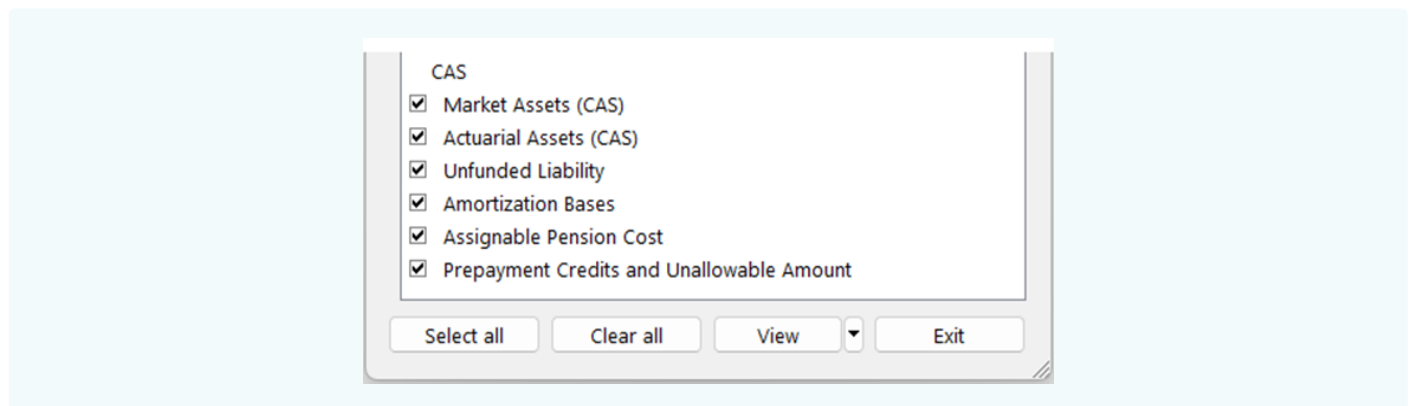 CAS
Market Assets (CAS)
Actuarial Assets (CAS)
Unfunded Liability
Amortization Bases
Assignable Pension Cost
Prepayment Credits and Unallowable Amount
Select all Clear all View Exit